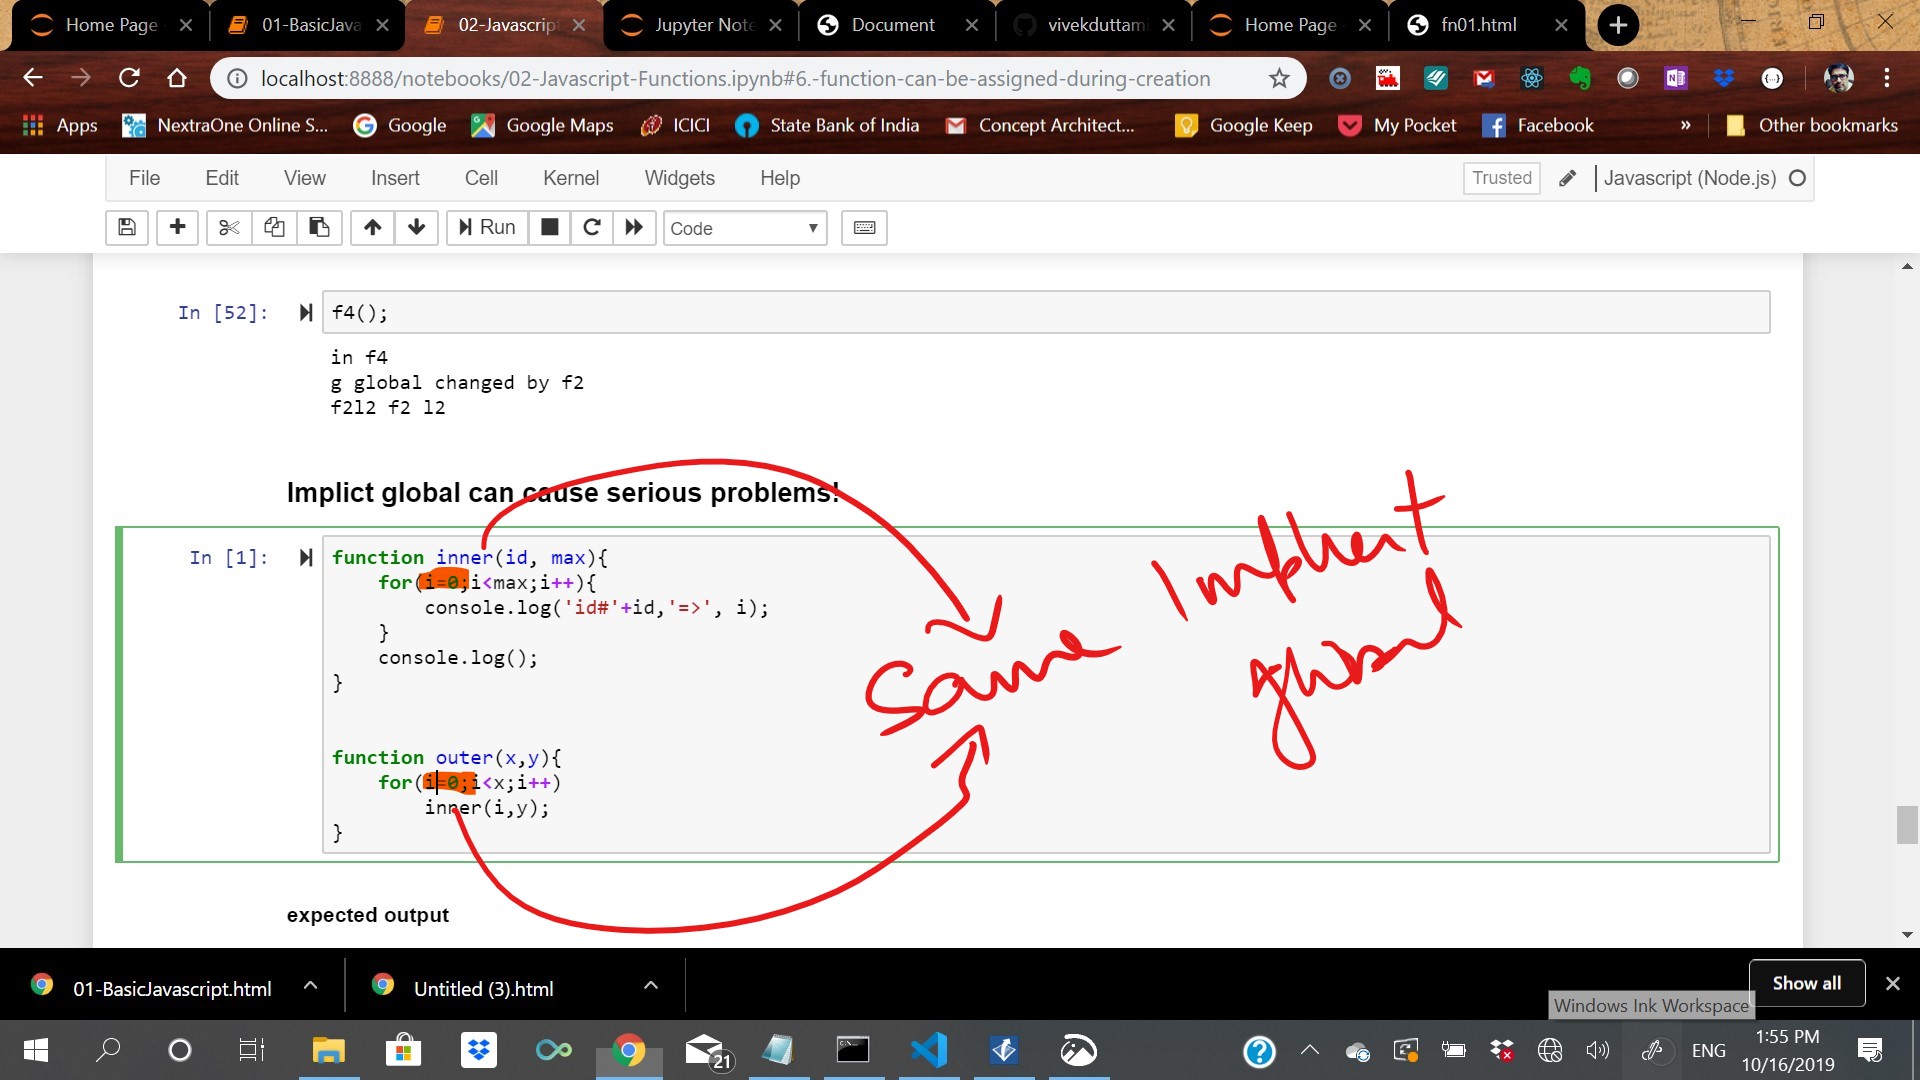 Home Page
01-BasicJava
02-Javascrip
Jupyter Note
Document
vivekduttami
Home Page
fn01.html
localhost:8888/notebooks/02-Javascript-Functions.ipynb#6.-function-can-be-assigned-during-creation
Apps
NextraOne Online S...
Google
Google Maps
ICICI
State Bank of India
Concept Architect...
Google Keep
My Pocket
Facebook
»
Other bookmarks
File Edit View Insert Cell Kernel Widgets Help
Trusted
Javascript (Node.js)
Run
Code
In [52]:
f4();
in f4
g global changed by f2
f2l2 f2 l2
Implict global can cause serious problems!
In [1]:
function inner(id, max){
for(i=0;i<max;i++){
console.log('id#'+id,'=>', i);
}
console.log();
}
function outer(x,y){
for(i=0;i<x;i++)
inner(i,y);
}
Same
Implicit
global
expected output
01-BasicJavascript.html
Untitled (3).html
Show all
Windows Ink Workspace
21
ENG
1:55 PM
10/16/2019